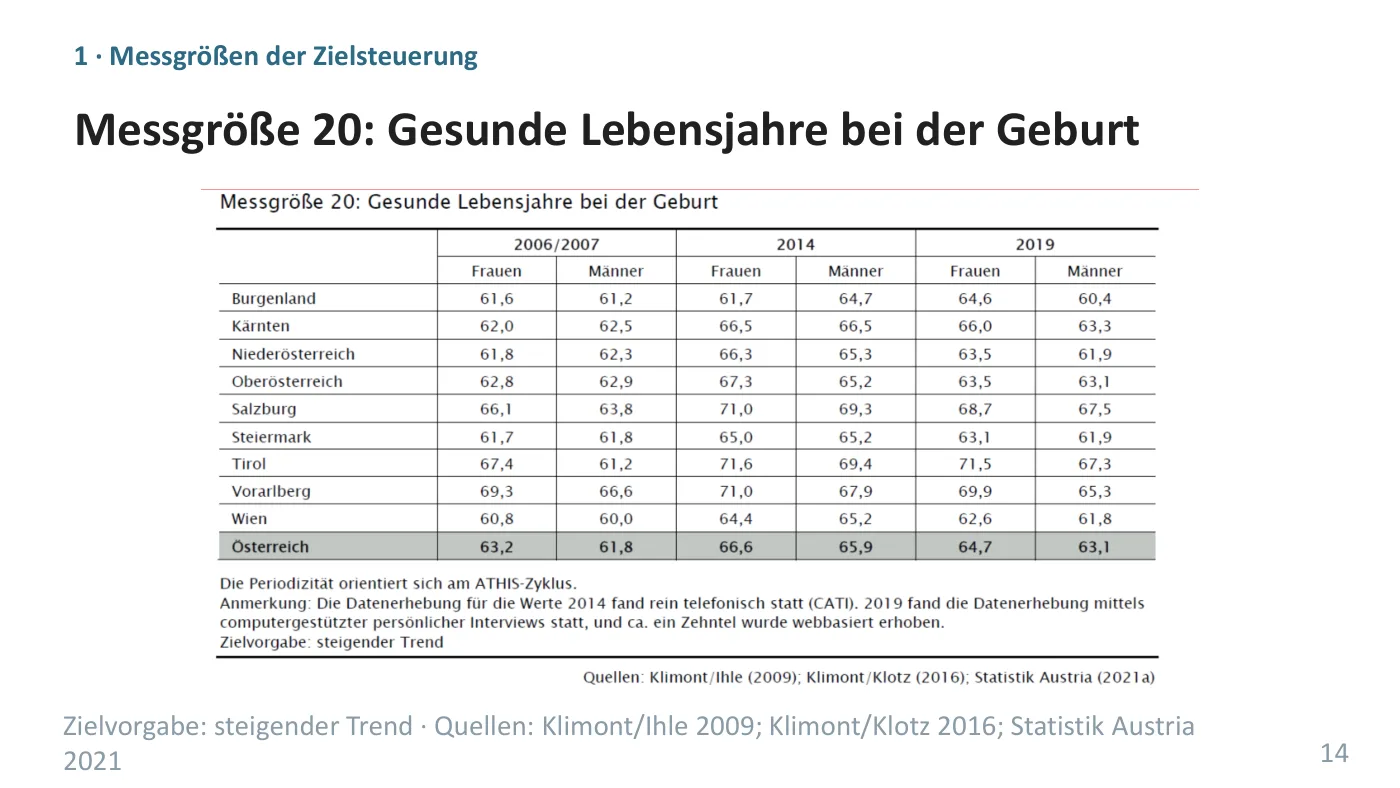 1 · Messgrößen der Zielsteuerung
Messgröße 20: Gesunde Lebensjahre bei der Geburt
Messgröße 20: Gesunde Lebensjahre bei der Geburt
2006/2007 2014 2019
Frauen Männer Frauen Männer Frauen Männer
Burgenland 61,6 61,2 61,7 64,7 64,6 60,4
Kärnten 62,0 62,5 66,5 66,5 66,0 63,3
Niederösterreich 61,8 62,3 66,3 65,3 63,5 61,9
Oberösterreich 62,8 62,9 67,3 65,2 63,5 63,1
Salzburg 66,1 63,8 71,0 69,3 68,7 67,5
Steiermark 61,7 61,8 65,0 65,2 63,1 61,9
Tirol 67,4 61,2 71,6 69,4 71,5 67,3
Vorarlberg 69,3 66,6 71,0 67,9 69,9 65,3
Wien 60,8 60,0 64,4 65,2 62,6 61,8
Österreich 63,2 61,8 66,6 65,9 64,7 63,1
Die Periodizität orientiert sich am ATHIS-Zyklus.
Anmerkung: Die Datenerhebung für die Werte 2014 fand rein telefonisch statt (CATI). 2019 fand die Datenerhebung mittels
computergestützter persönlicher Interviews statt, und ca. ein Zehntel wurde webbasiert erhoben.
Zielvorgabe: steigender Trend
Quellen: Klimont/Ihle (2009); Klimont/Klotz (2016); Statistik Austria (2021a)
Zielvorgabe: steigender Trend · Quellen: Klimont/Ihle 2009; Klimont/Klotz 2016; Statistik Austria
2021
14